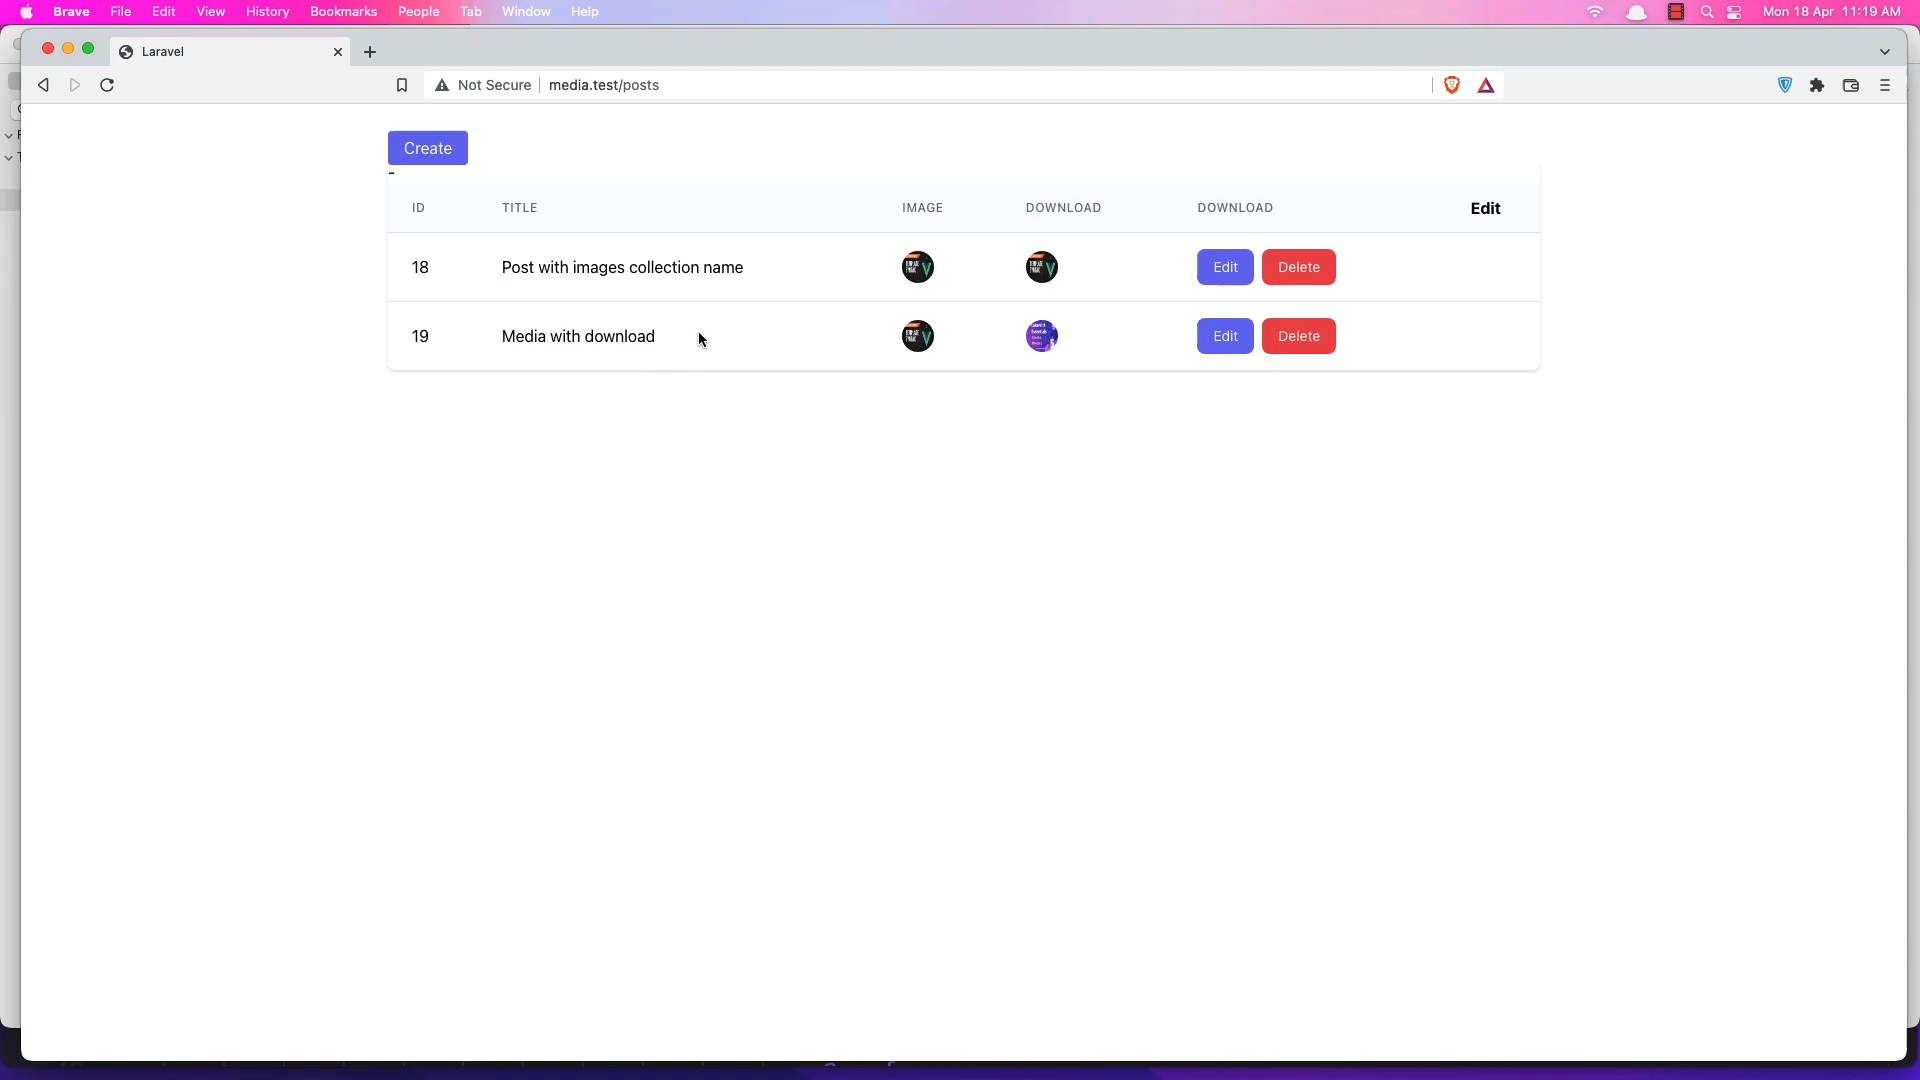 Brave File Edit View History Bookmarks People Tab Window Help Mon 18 Apr 11:19 AM
Laravel
Not Secure media.test/posts
Create
-
ID TITLE IMAGE DOWNLOAD DOWNLOAD Edit
18 Post with images collection name Edit Delete
19 Media with download Edit Delete